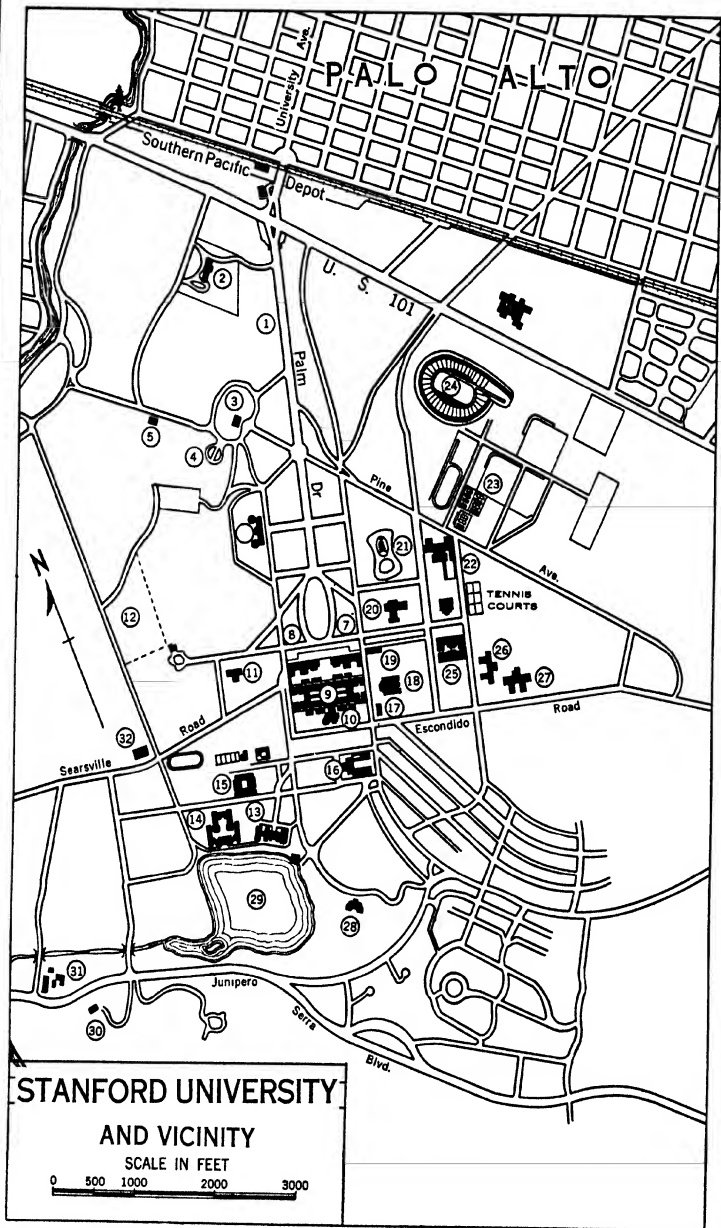 PALO ALTO
University Ave.
Southern Pacific Depot
U. S. 101
Palm Dr
Pine Ave.
2
1
3
24
5
4
23
21
22
N
TENNIS
COURTS
12
20
8
7
26
19
11
25
27
9
18
10
17
Road
Escondido Road
32
Searsville
16
15
14
13
29
28
31
Junipero Serra Blvd.
30
STANFORD UNIVERSITY
AND VICINITY
SCALE IN FEET
0 500 1000 2000 3000